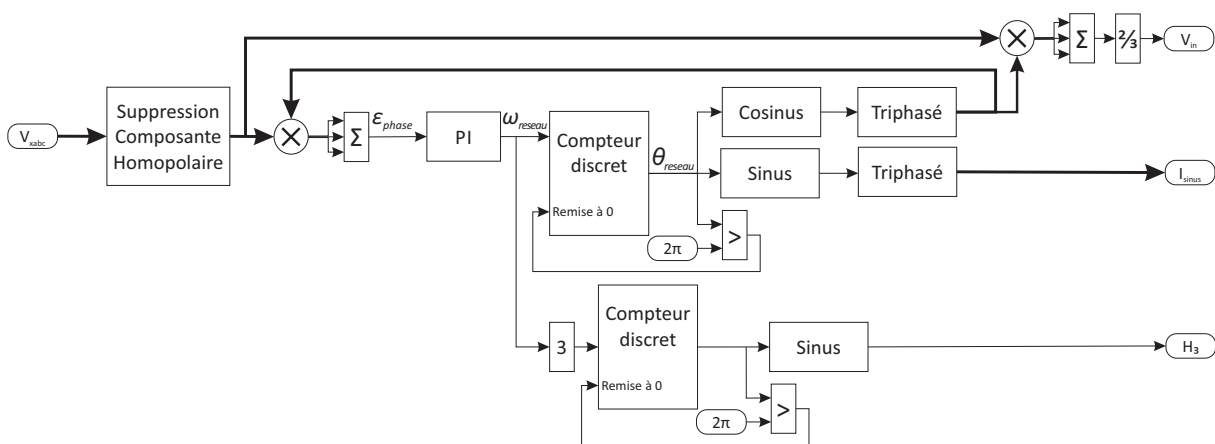 V_xabc
Suppression
Composante
Homopolaire
×
Σ
ε_phase
PI
ω_reseau
Compteur
discret
Remise à 0
θ_reseau
Cosinus
Triphasé
×
Σ
⅔
V_in
Sinus
Triphasé
I_sinus
2π
>
3
Compteur
discret
Remise à 0
Sinus
H_3
2π
>